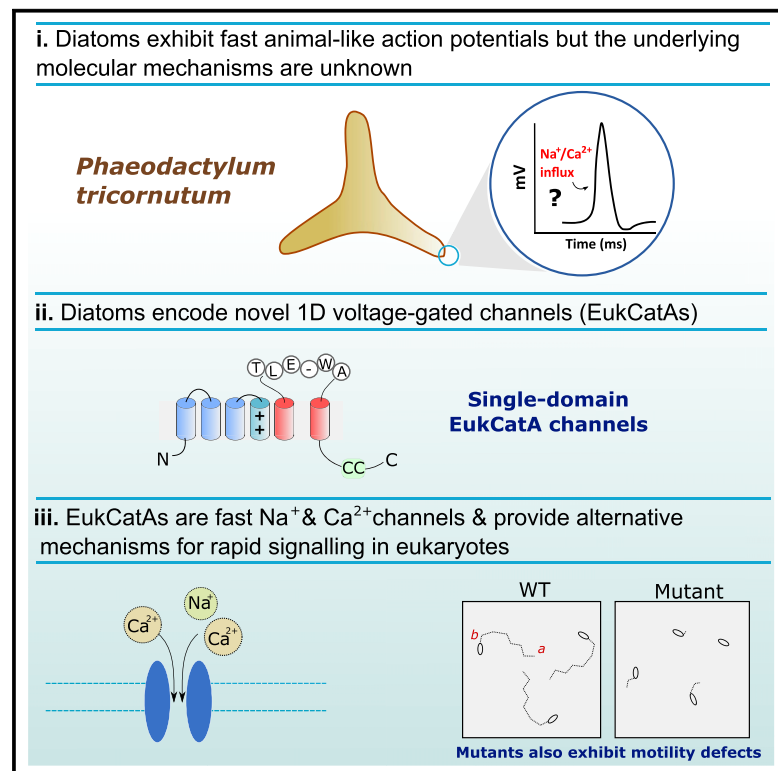 i. Diatoms exhibit fast animal-like action potentials but the underlying
molecular mechanisms are unknown
Phaeodactylum
tricornutum
mV
Na⁺/Ca²⁺
influx
?
Time (ms)
ii. Diatoms encode novel 1D voltage-gated channels (EukCatAs)
T L E - W A
+
+
N
CC
C
Single-domain
EukCatA channels
iii. EukCatAs are fast Na⁺ & Ca²⁺ channels & provide alternative
mechanisms for rapid signalling in eukaryotes
Na⁺
Ca²⁺
Ca²⁺
WT
Mutant
b
a
Mutants also exhibit motility defects